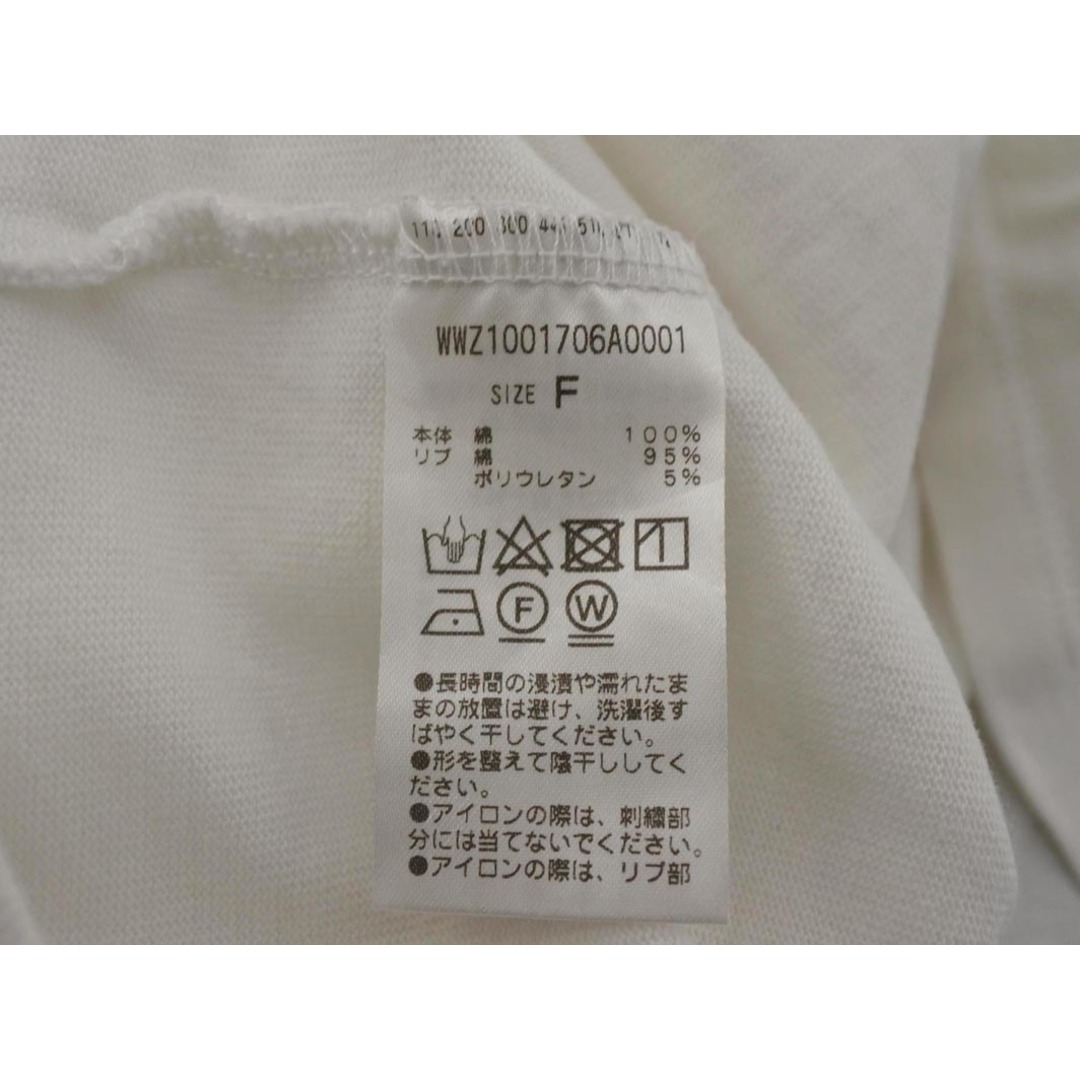 200 300
WWZ1001706A0001
SIZE F
本体 綿 100%
リブ 綿 95%
ポリウレタン 5%
F W
●長時間の浸漬や濡れたま
まの放置は避け、洗濯後す
ばやく干してください。
●形を整えて陰干ししてく
ださい。
●アイロンの際は、刺繍部
分には当てないでください。
●アイロンの際は、リブ部